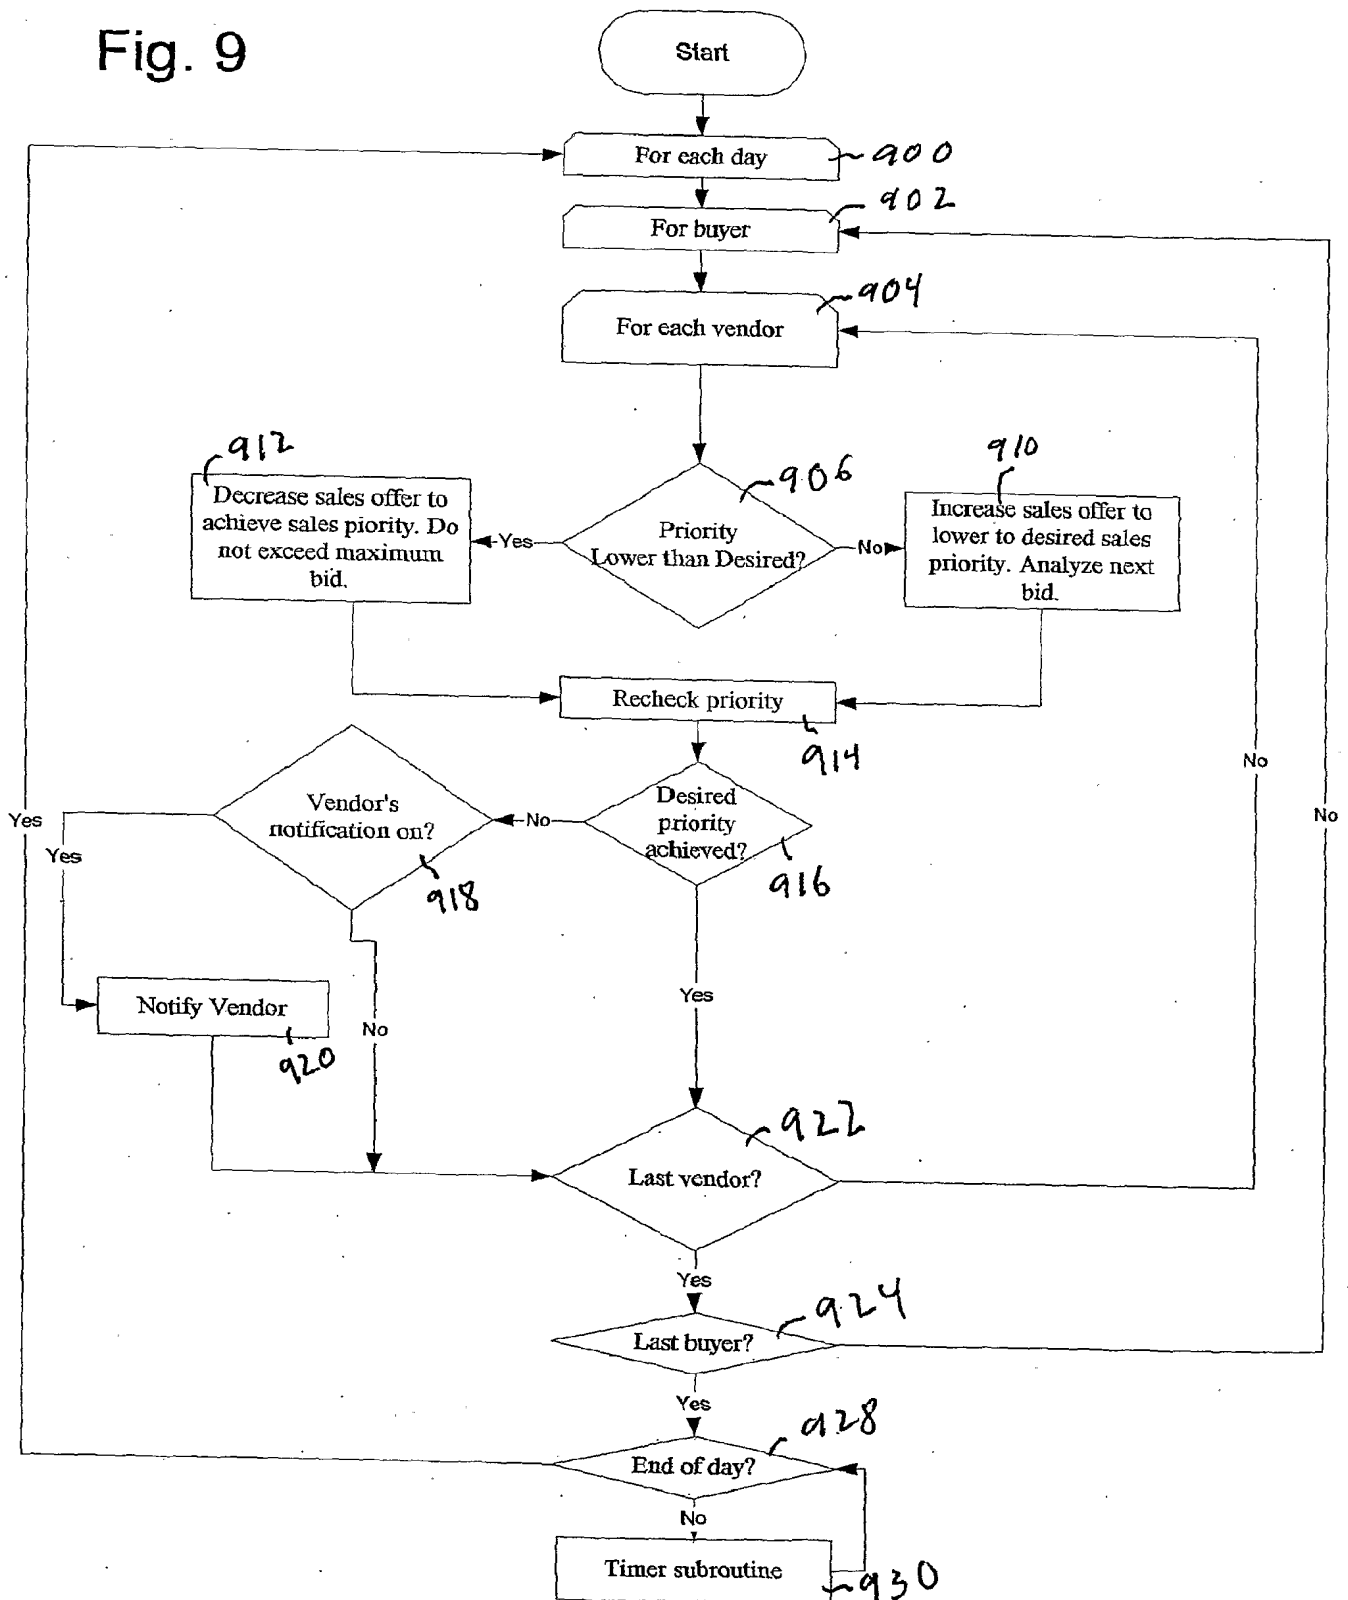 Fig. 9
Start
For each day
900
902
For buyer
904
For each vendor
912
Decrease sales offer to
achieve sales piority. Do
not exceed maximum
bid.
Yes
906
Priority
Lower than Desired?
No
910
Increase sales offer to
lower to desired sales
priority. Analyze next
bid.
Recheck priority
914
Desired
priority
achieved?
916
No
Vendor's
notification on?
918
Yes
Yes
No
No
Notify Vendor
920
No
Yes
922
Last vendor?
Yes
924
Last buyer?
Yes
928
End of day?
No
Timer subroutine
930